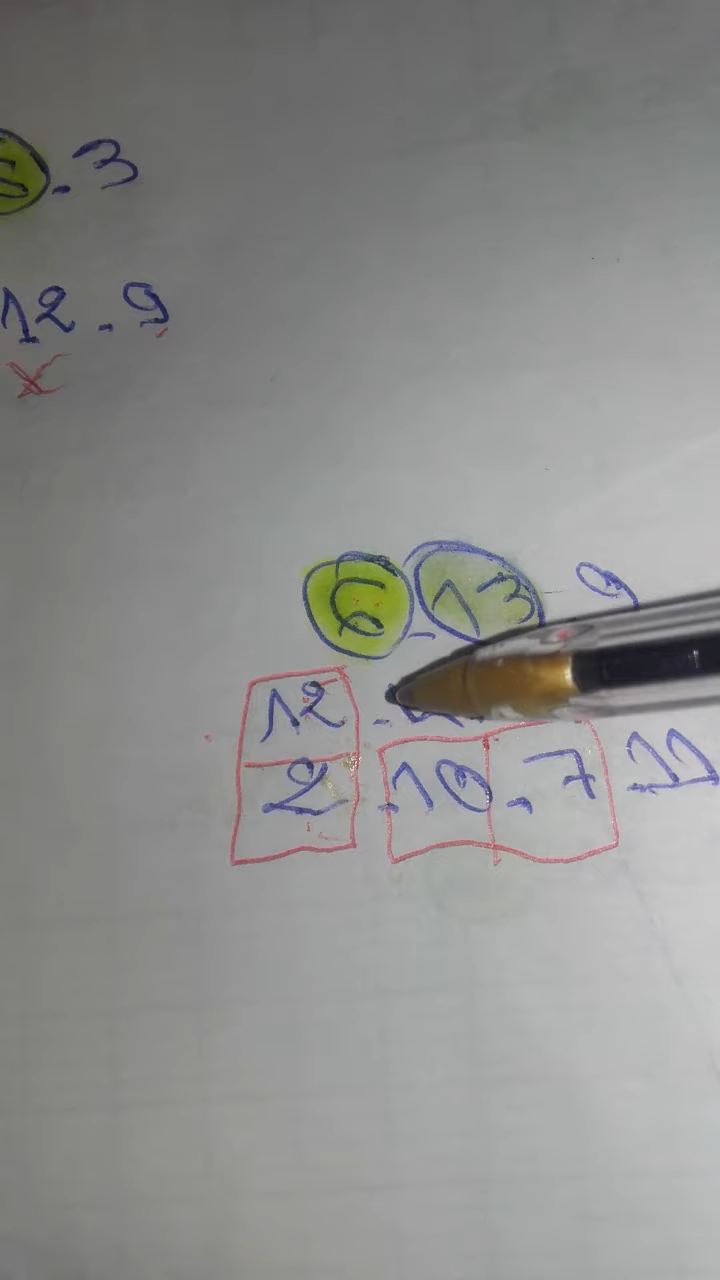 . 3
12 . 9
x
6 - 13 9
12 .
2 . 10 . 7 . 11